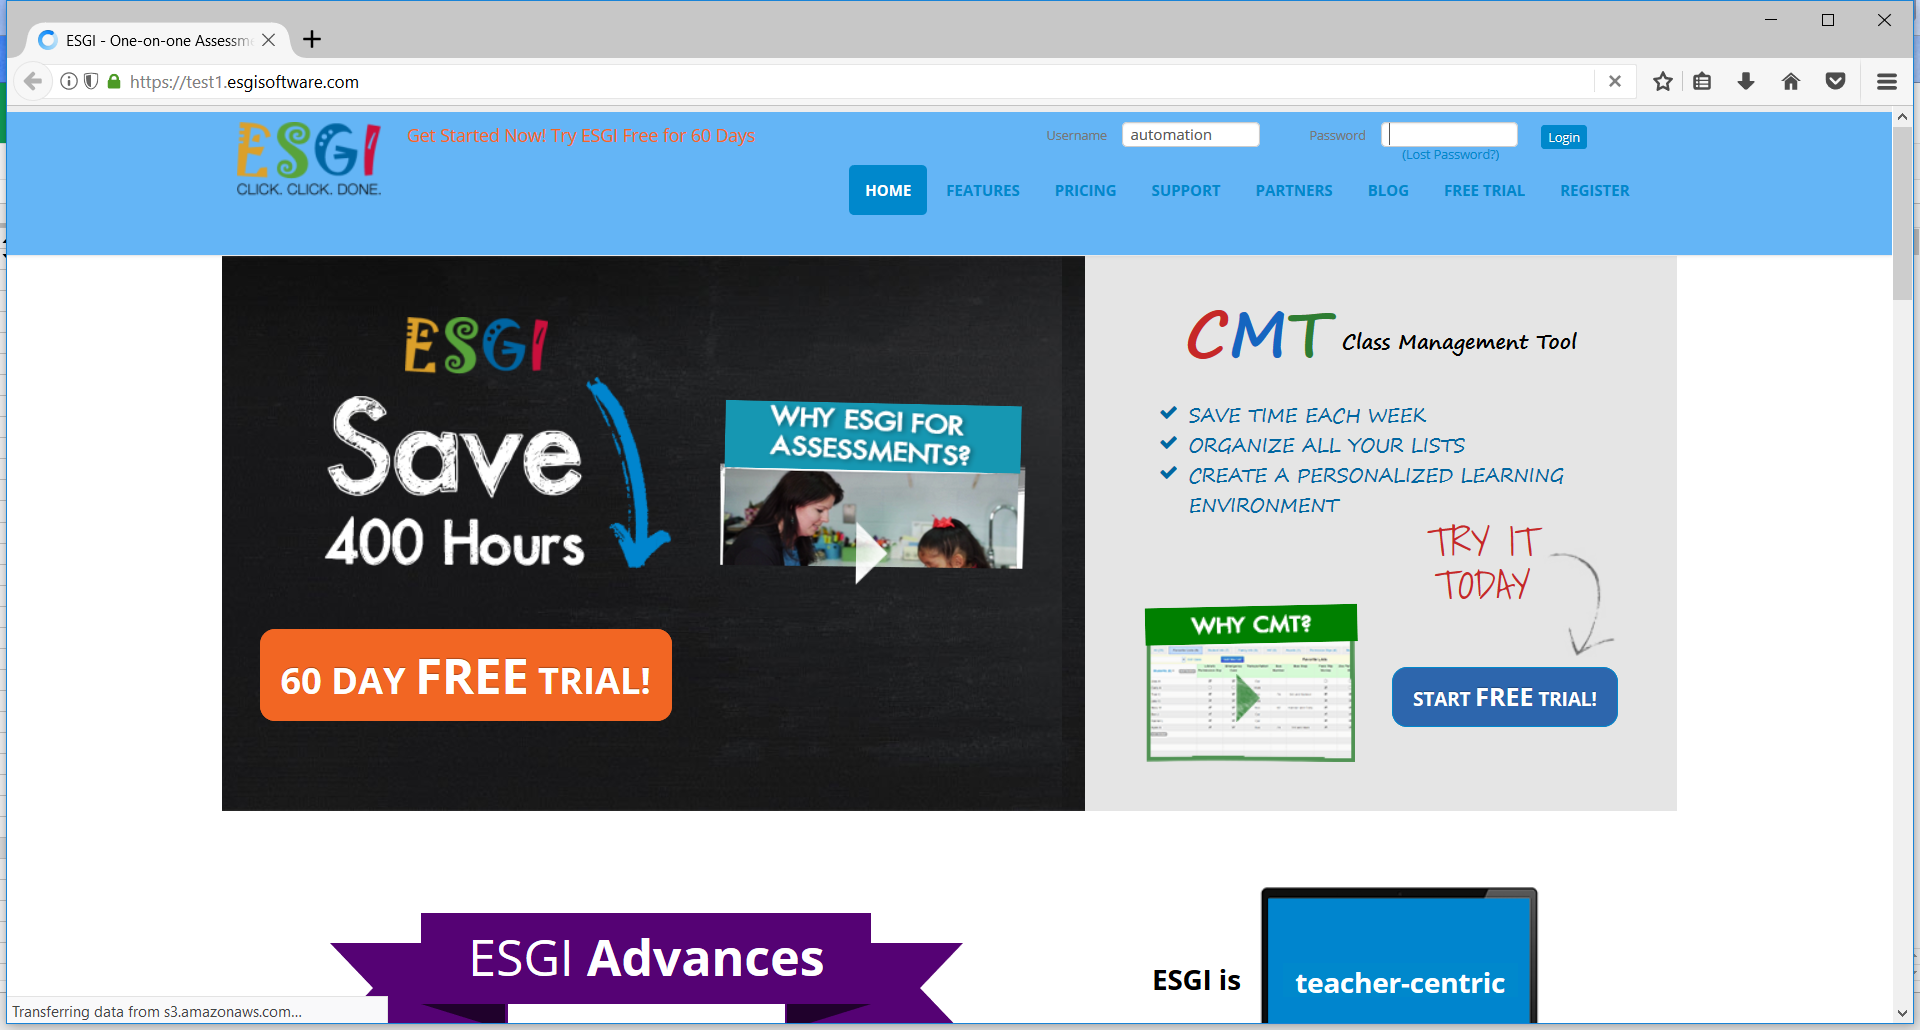 ESGI - One-on-one Assessm
https://test1.esgisoftware.com
ESGI
CLICK. CLICK. DONE.
Get Started Now! Try ESGI Free for 60 Days
Username automation Password Login
(Lost Password?)
HOME FEATURES PRICING SUPPORT PARTNERS BLOG FREE TRIAL REGISTER
ESGI
Save
400 Hours
60 DAY FREE TRIAL!
WHY ESGI FOR
ASSESSMENTS?
CMT Class Management Tool
SAVE TIME EACH WEEK
ORGANIZE ALL YOUR LISTS
CREATE A PERSONALIZED LEARNING
ENVIRONMENT
TRY IT
TODAY
WHY CMT?
START FREE TRIAL!
ESGI Advances
ESGI is
teacher-centric
Transferring data from s3.amazonaws.com...